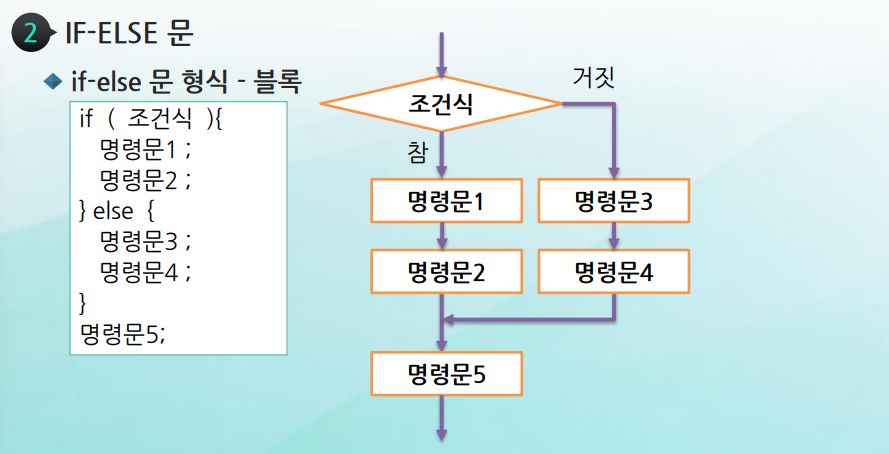 2 IF-ELSE 문
if-else 문 형식 - 블록
if ( 조건식 ){
명령문1 ;
명령문2 ;
} else {
명령문3 ;
명령문4 ;
}
명령문5;
조건식
거짓
참
명령문1
명령문3
명령문2
명령문4
명령문5